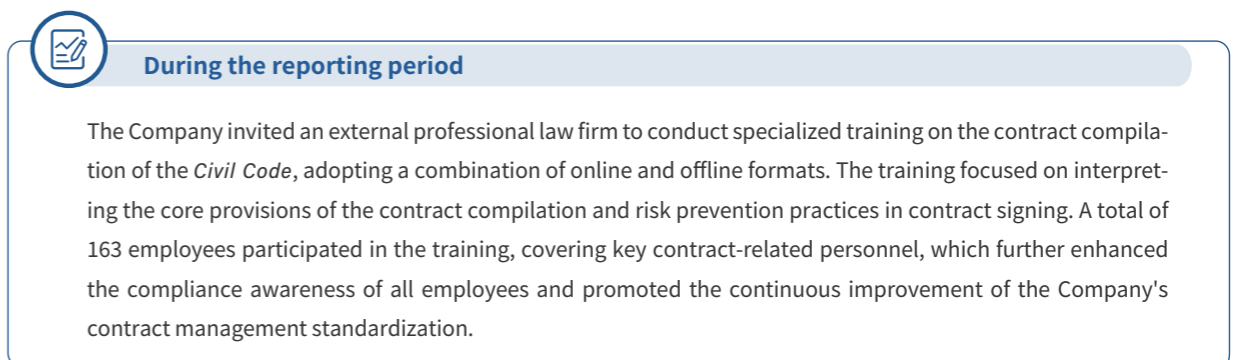 During the reporting period
The Company invited an external professional law firm to conduct specialized training on the contract compila-
tion of the Civil Code, adopting a combination of online and offline formats. The training focused on interpret-
ing the core provisions of the contract compilation and risk prevention practices in contract signing. A total of
163 employees participated in the training, covering key contract-related personnel, which further enhanced
the compliance awareness of all employees and promoted the continuous improvement of the Company's
contract management standardization.